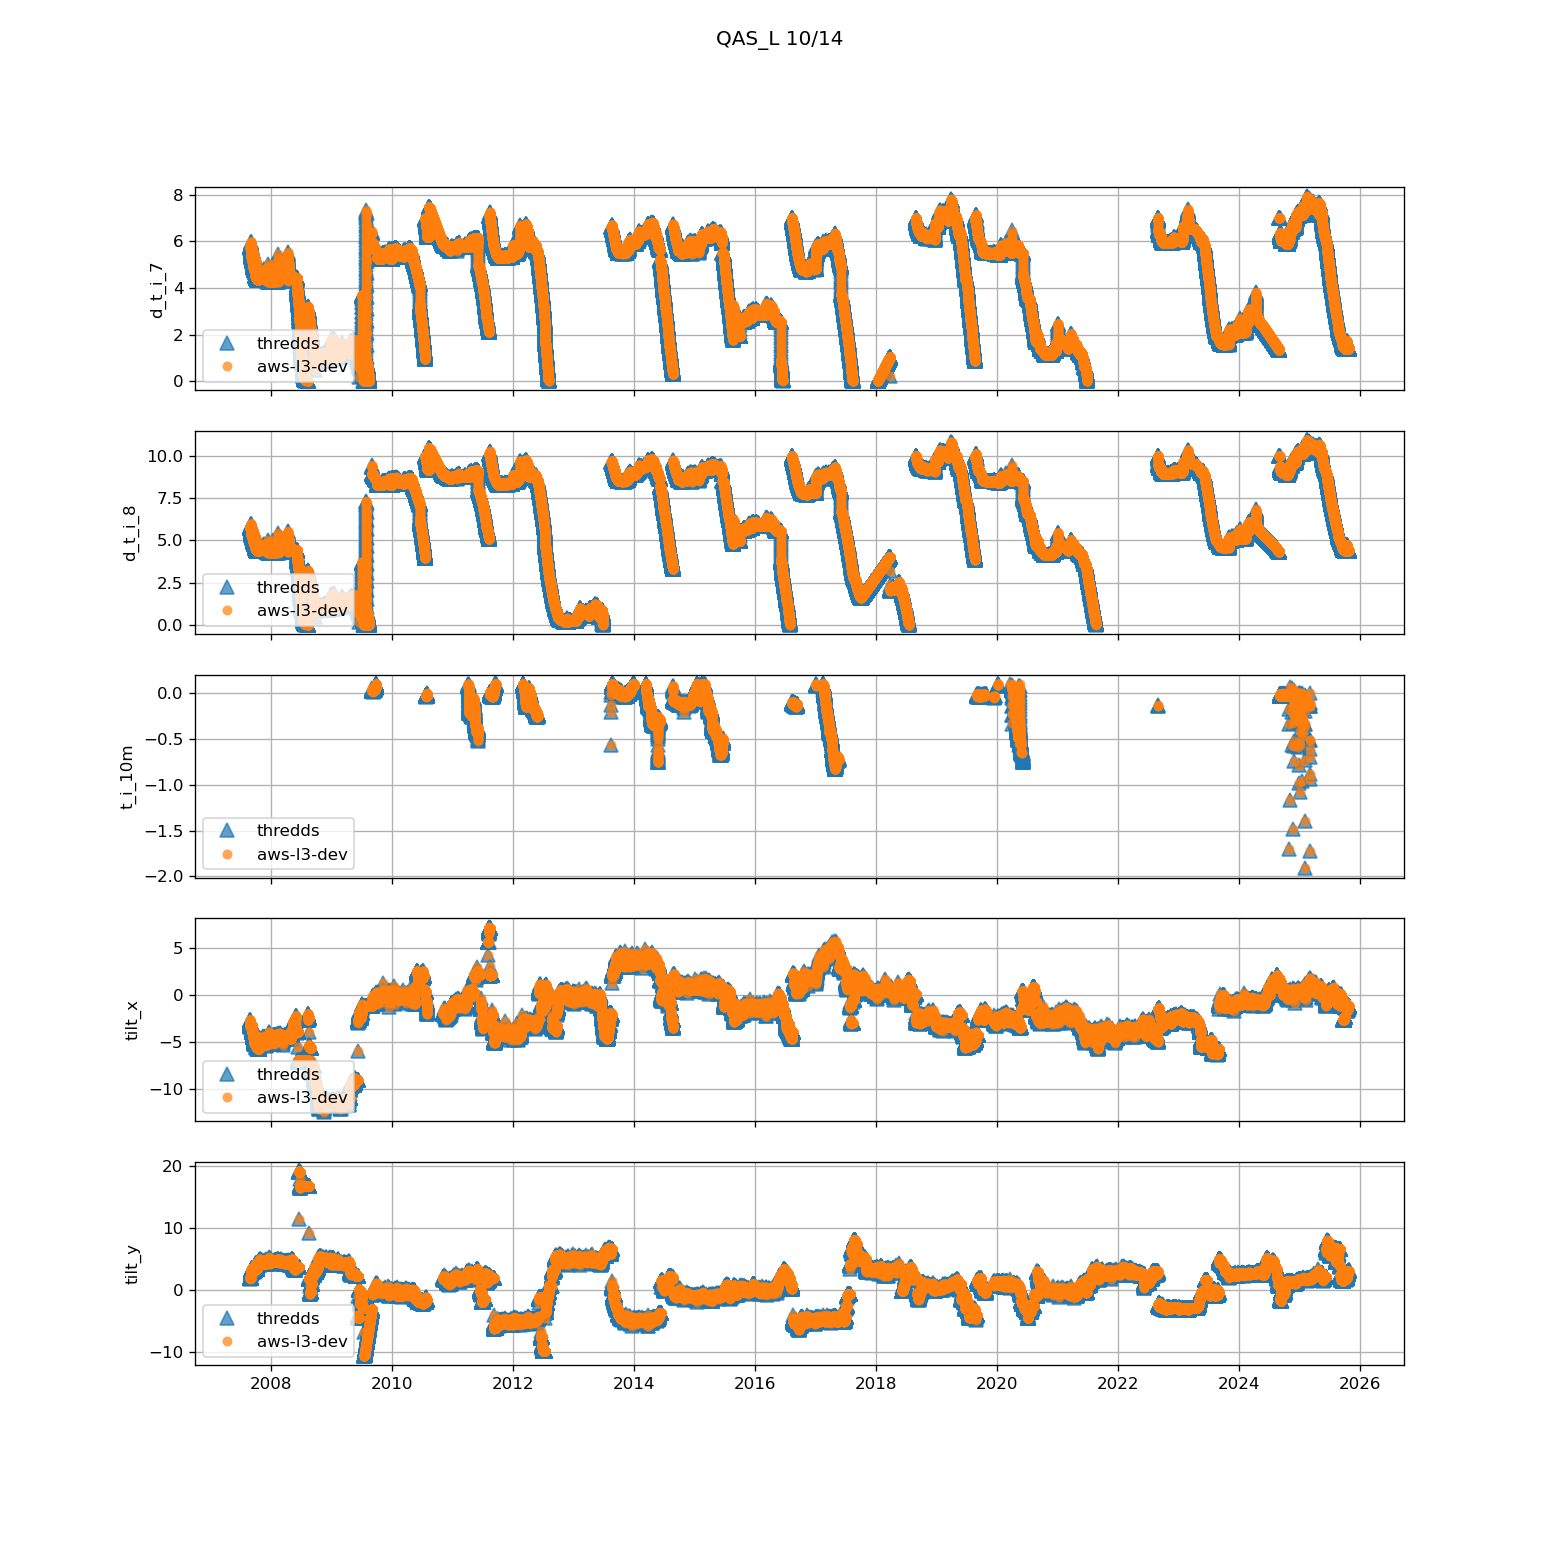 QAS_L 10/14
8
6
4
2
0
d_t_i_7
thredds
aws-l3-dev
10.0
7.5
5.0
2.5
0.0
d_t_i_8
thredds
aws-l3-dev
0.0
−0.5
−1.0
−1.5
−2.0
t_i_10m
thredds
aws-l3-dev
5
0
−5
−10
tilt_x
thredds
aws-l3-dev
20
10
0
−10
tilt_y
thredds
aws-l3-dev
2008 2010 2012 2014 2016 2018 2020 2022 2024 2026